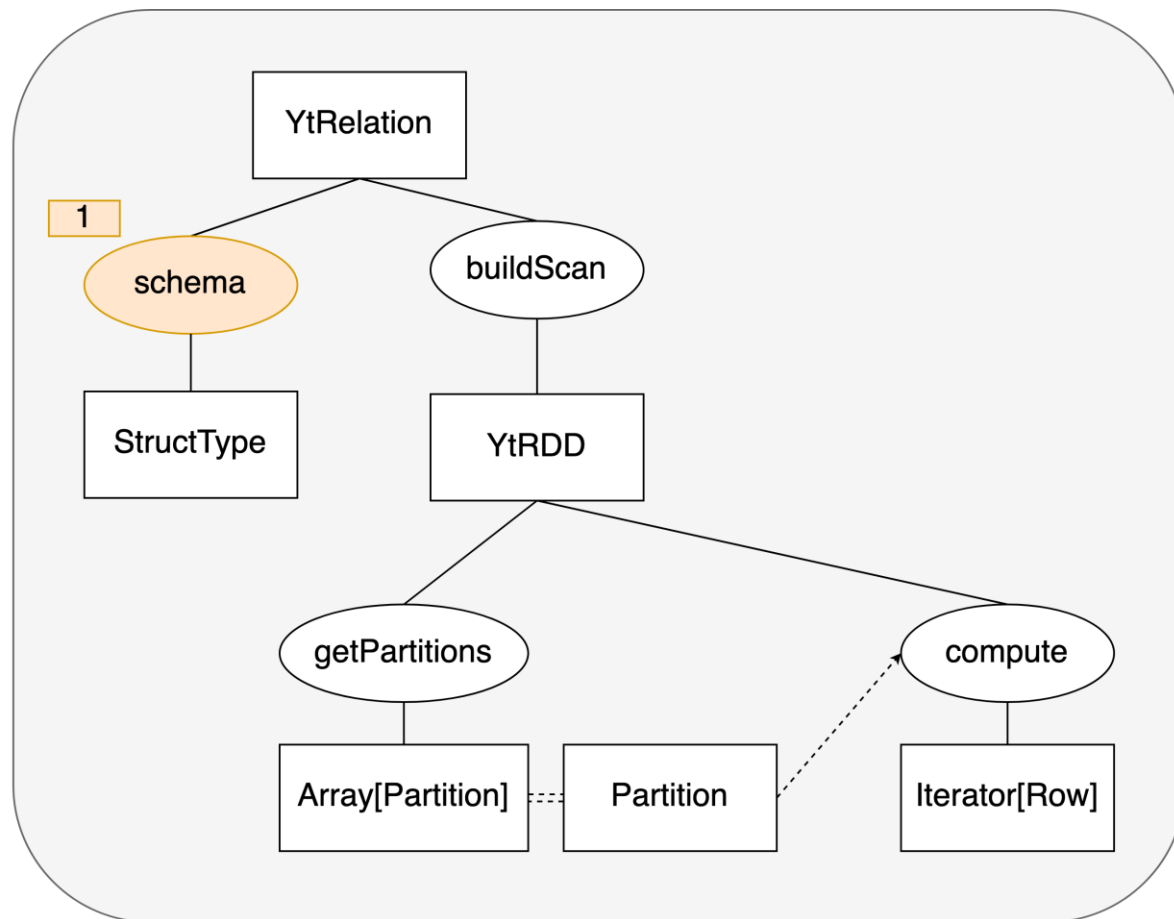 YtRelation
1
schema
buildScan
StructType
YtRDD
getPartitions
compute
Array[Partition]
Partition
Iterator[Row]